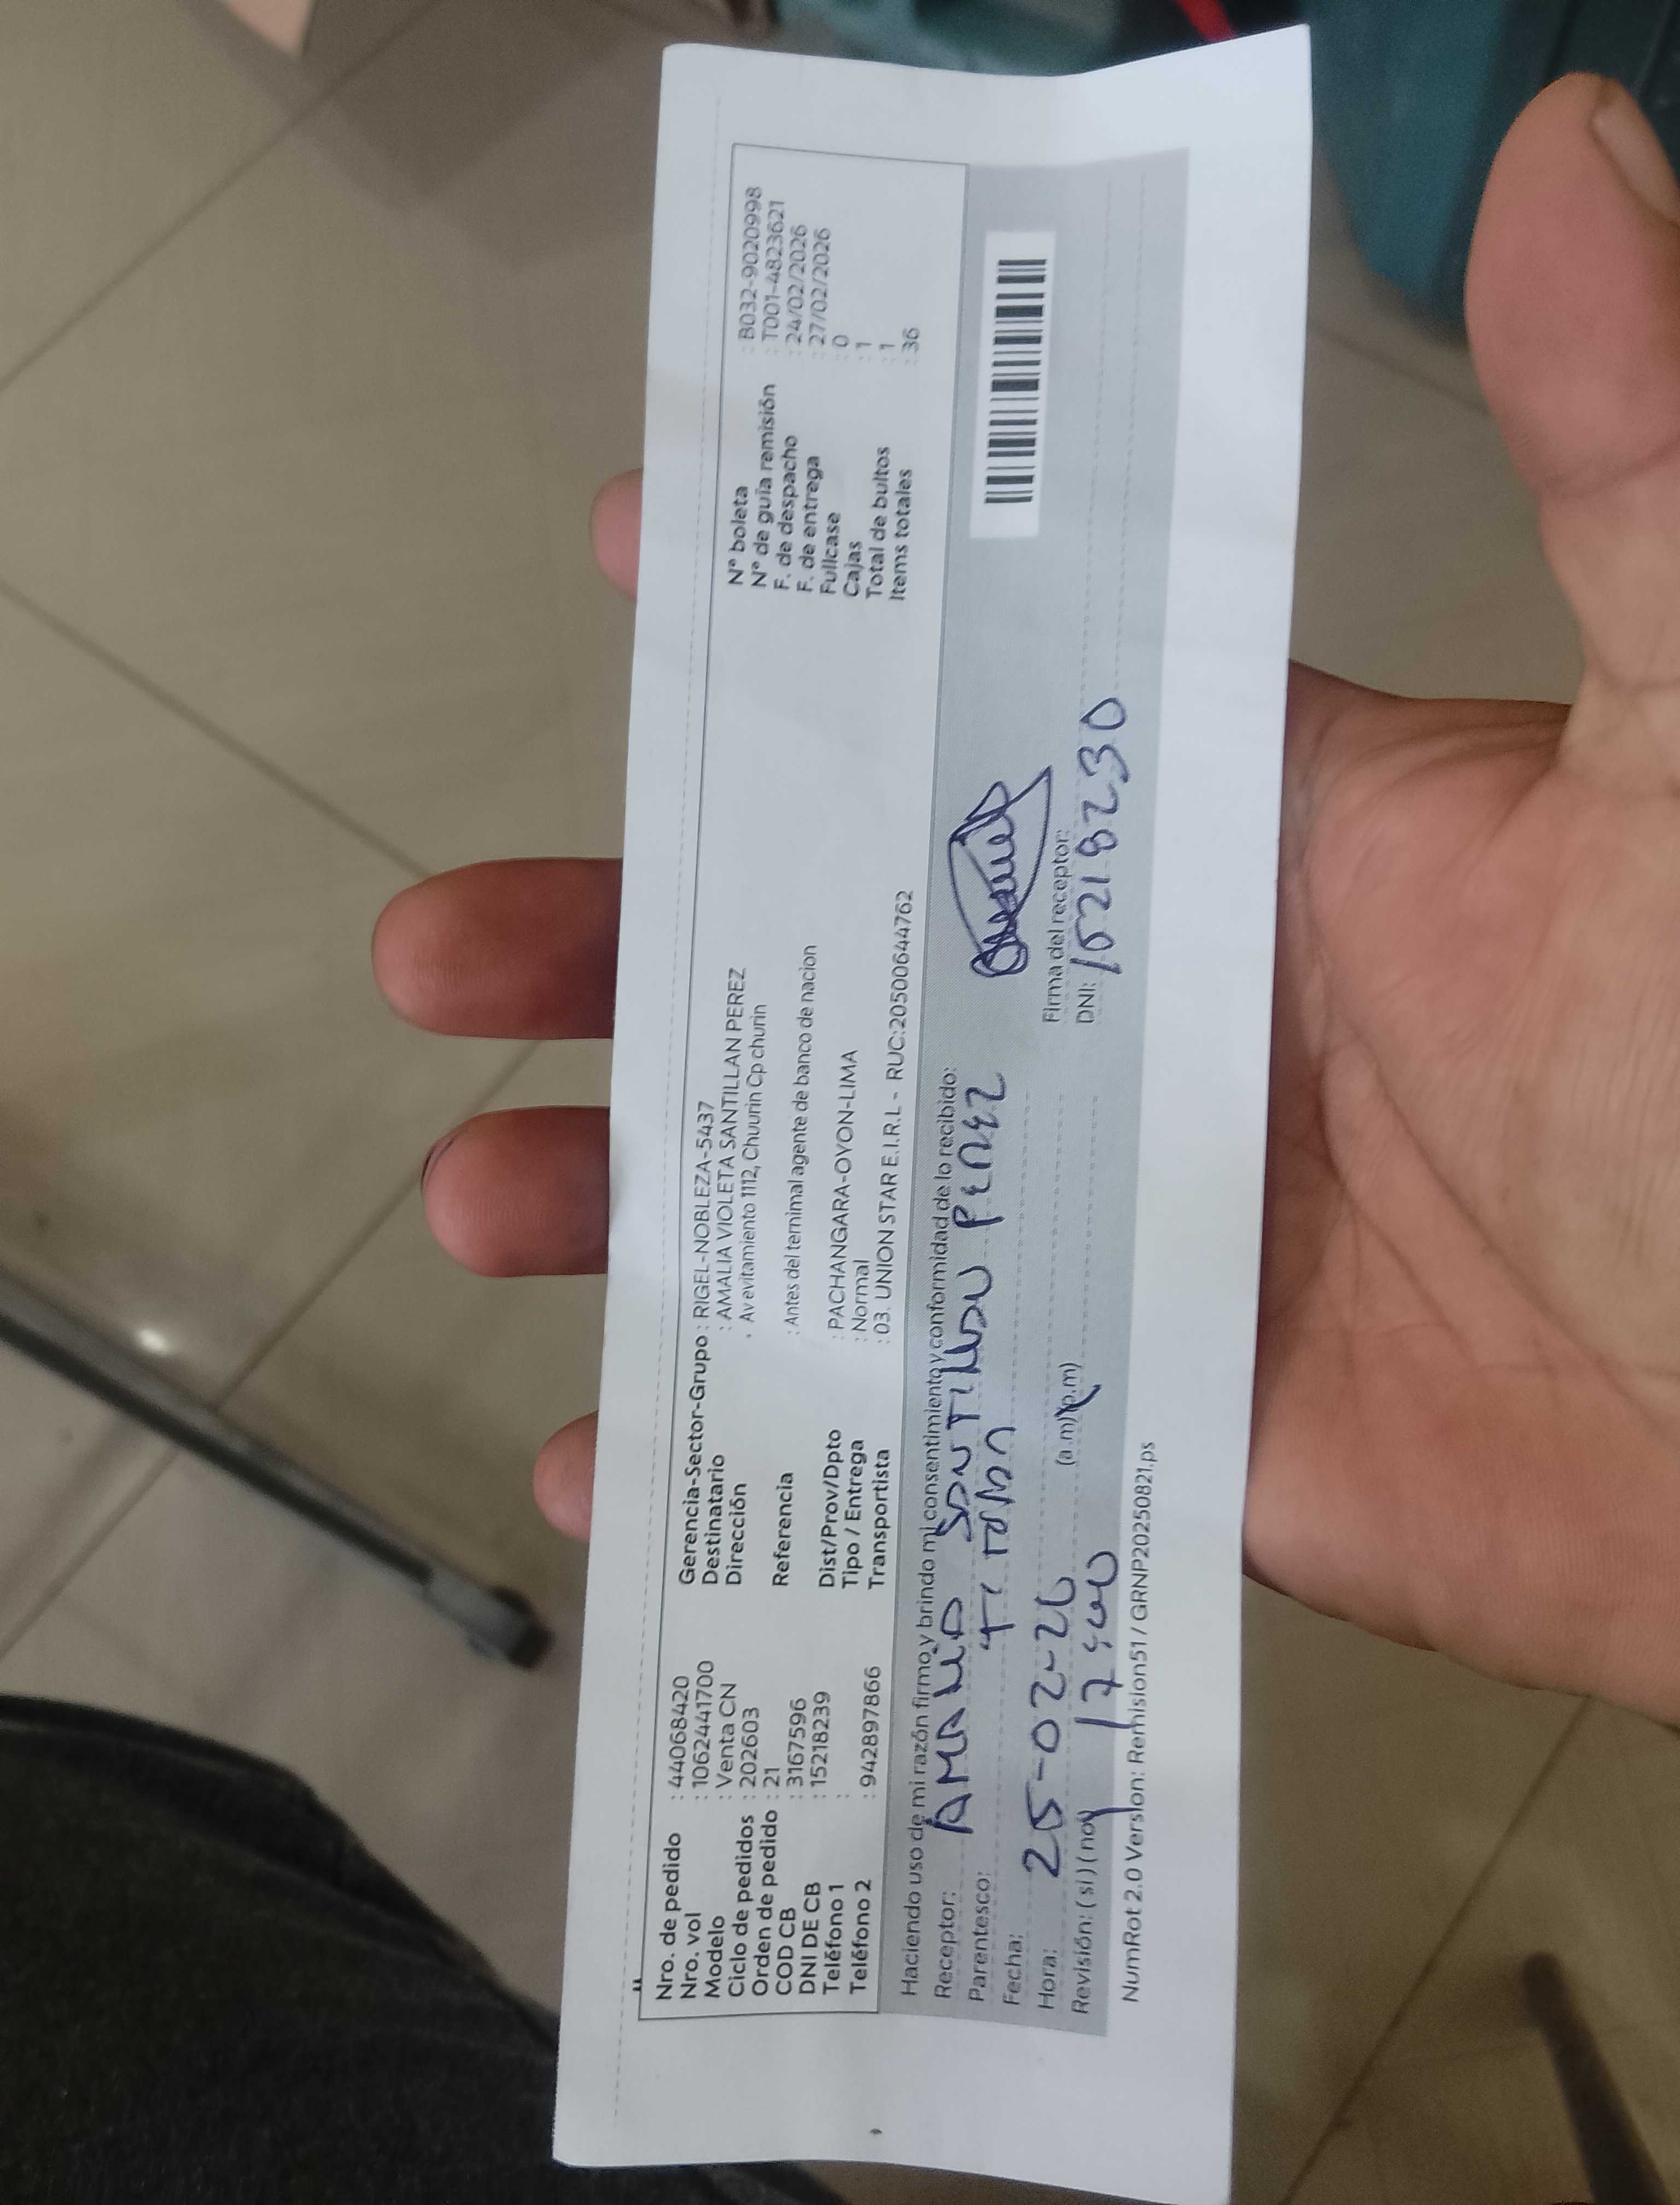 Nro. de pedido : 44068420
Nro. vol : 1062441700
Modelo : Venta CN
Ciclo de pedidos : 202603
Orden de pedido : 21
COD CB : 3167596
DNI DE CB : 15218239
Teléfono 1 :
Teléfono 2 : 942897866
Gerencia-Sector-Grupo : RIGEL-NOBLEZA-5437
Destinatario : AMALIA VIOLETA SANTILLAN PEREZ
Dirección . Av evitamiento 1112, Chuurin Cp churin
Referencia : Antes del terninal agente de banco de nacion
Dist/Prov/Dpto : PACHANGARA-OYON-LIMA
Tipo / Entrega : Normal
Transportista : 03. UNION STAR E.I.R.L - RUC:20500644762
N° boleta : B032-9020998
N° de guía remisión : T001-4823621
F. de despacho : 24/02/2026
F. de entrega : 27/02/2026
Fullcase : 0
Cajas : 1
Total de bultos : 1
Items totales : 36
Haciendo uso de mi razón firmo y brindo mi consentimiento y conformidad de lo recibido:
Receptor: SANTILLAN PEREZ
Parentesco: TITULAR
Fecha: 25-02-26
Hora: (a.m)(p.m)
Revisión: (si) (no)
Firma del receptor:
DNI: 15218230
NumRot 2.0 Version: Remision51 / GRNP20250821.ps